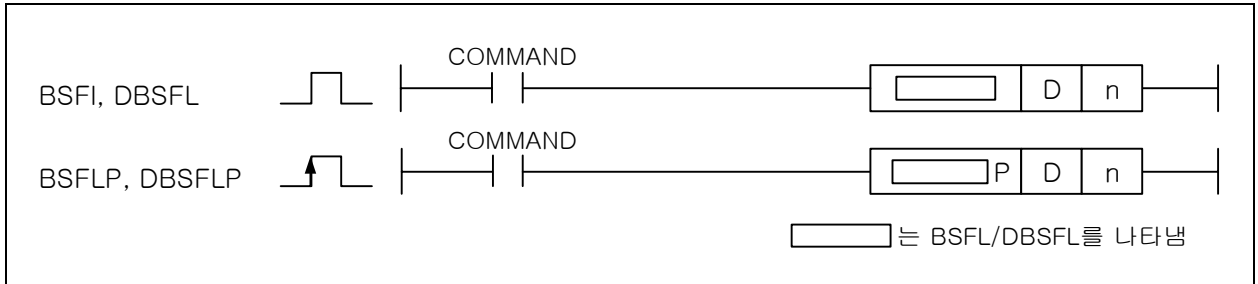 COMMAND
BSFI, DBSFL D n
COMMAND
BSFLP, DBSFLP P D n
는 BSFL/DBSFL를 나타냄